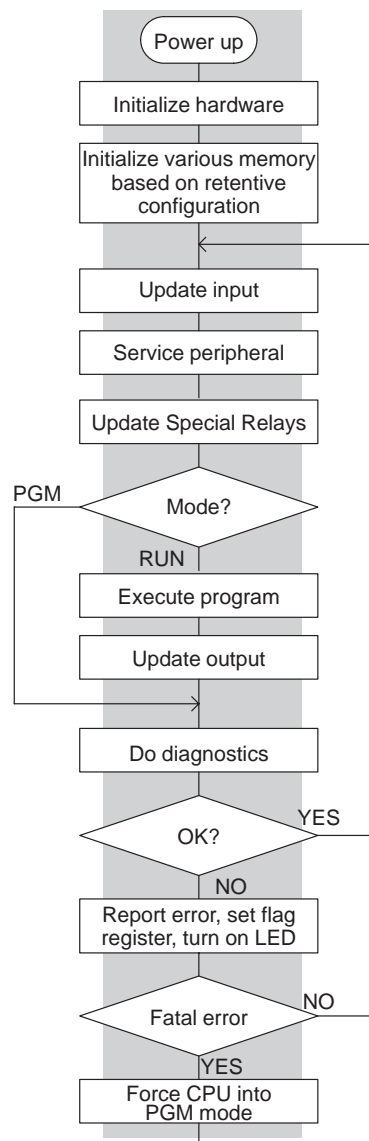 Power up
Initialize hardware
Initialize various memory
based on retentive
configuration
Update input
Service peripheral
Update Special Relays
PGM
Mode?
RUN
Execute program
Update output
Do diagnostics
YES
OK?
NO
Report error, set flag
register, turn on LED
NO
Fatal error
YES
Force CPU into
PGM mode